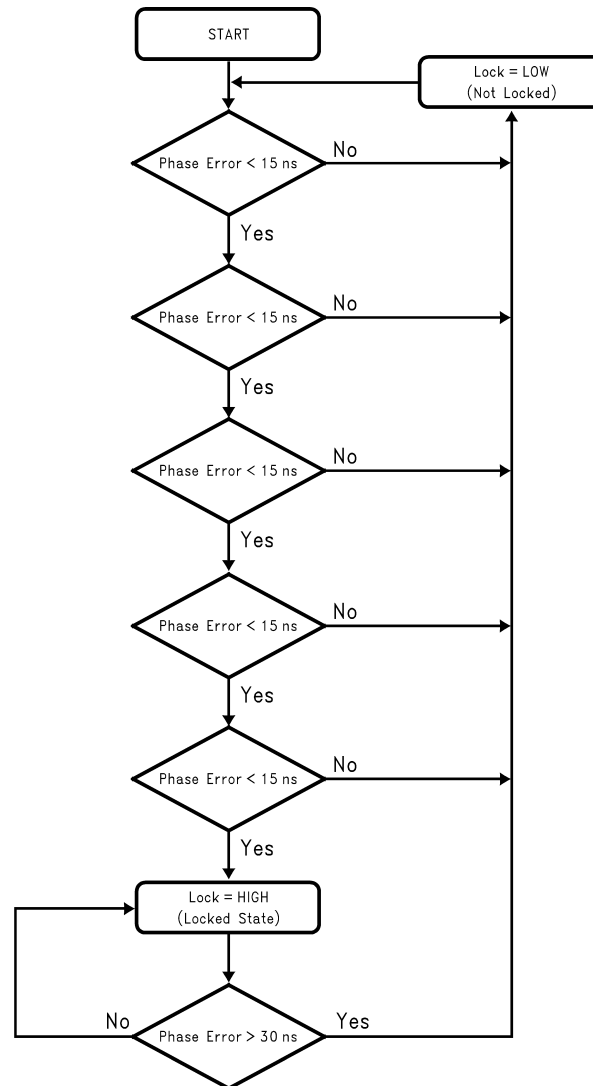 START
Lock = LOW
(Not Locked)
Phase Error < 15 ns
No
Yes
Phase Error < 15 ns
No
Yes
Phase Error < 15 ns
No
Yes
Phase Error < 15 ns
No
Yes
Phase Error < 15 ns
No
Yes
Lock = HIGH
(Locked State)
No
Phase Error > 30 ns
Yes